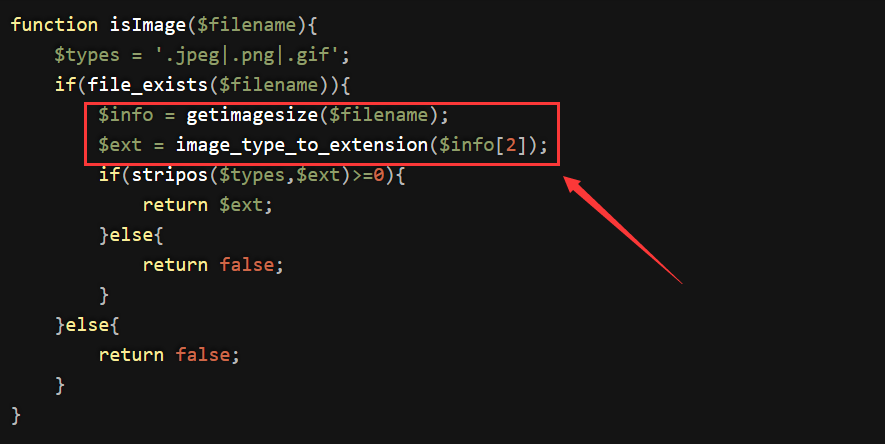 function isImage($filename){
    $types = '.jpeg|.png|.gif';
    if(file_exists($filename)){
        $info = getimagesize($filename);
        $ext = image_type_to_extension($info[2]);
        if(stripos($types,$ext)>=0){
            return $ext;
        }else{
            return false;
        }
    }else{
        return false;
    }
}